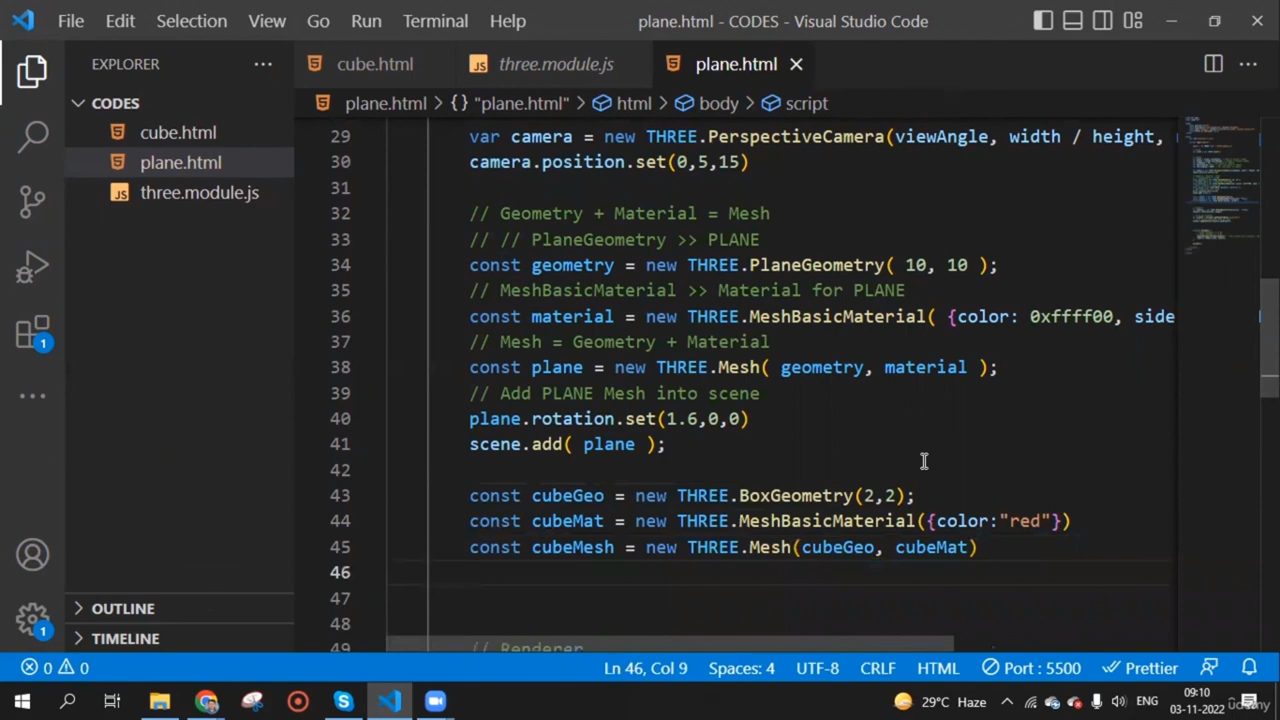 File Edit Selection View Go Run Terminal Help plane.html - CODES - Visual Studio Code
EXPLORER
cube.html three.module.js plane.html
CODES
plane.html > "plane.html" > html > body > script
cube.html
plane.html
three.module.js
29 var camera = new THREE.PerspectiveCamera(viewAngle, width / height,
30 camera.position.set(0,5,15)
31
32 // Geometry + Material = Mesh
33 // // PlaneGeometry >> PLANE
34 const geometry = new THREE.PlaneGeometry( 10, 10 );
35 // MeshBasicMaterial >> Material for PLANE
36 const material = new THREE.MeshBasicMaterial( {color: 0xffff00, side
37 // Mesh = Geometry + Material
38 const plane = new THREE.Mesh( geometry, material );
39 // Add PLANE Mesh into scene
40 plane.rotation.set(1.6,0,0)
41 scene.add( plane );
42
43 const cubeGeo = new THREE.BoxGeometry(2,2);
44 const cubeMat = new THREE.MeshBasicMaterial({color:"red"})
45 const cubeMesh = new THREE.Mesh(cubeGeo, cubeMat)
46
47
48
49 // Renderer
OUTLINE
TIMELINE
1
1
0 0 Ln 46, Col 9 Spaces: 4 UTF-8 CRLF HTML Port : 5500 Prettier
29°C Haze ENG 09:10
03-11-2022
udemy